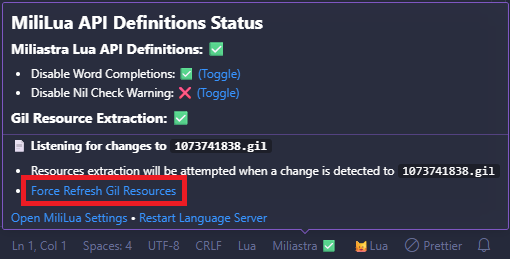 MiliLua API Definitions Status
Miliastra Lua API Definitions: ✅
• Disable Word Completions: ✅ (Toggle)
• Disable Nil Check Warning: ❌ (Toggle)
Gil Resource Extraction: ✅
📄 Listening for changes to 1073741838.gil
• Resources extraction will be attempted when a change is detected to 1073741838.gil
• Force Refresh Gil Resources
Open MiliLua Settings • Restart Language Server
Ln 1, Col 1 Spaces: 4 UTF-8 CRLF Lua Miliastra ✅ 🐱Lua Prettier